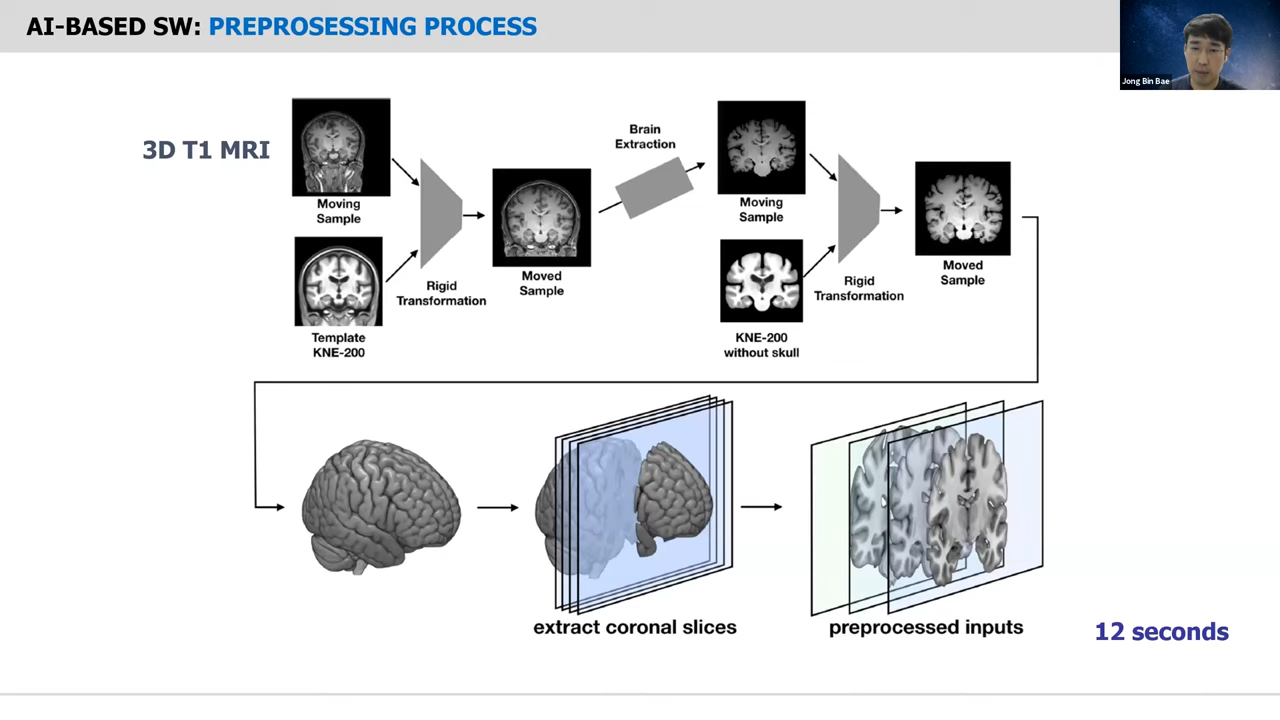 AI-BASED SW: PREPROSESSING PROCESS
Jong Bin Bae
3D T1 MRI
Moving
Sample
Template
KNE-200
Rigid
Transformation
Moved
Sample
Brain
Extraction
Moving
Sample
KNE-200
without skull
Rigid
Transformation
Moved
Sample
extract coronal slices
preprocessed inputs
12 seconds